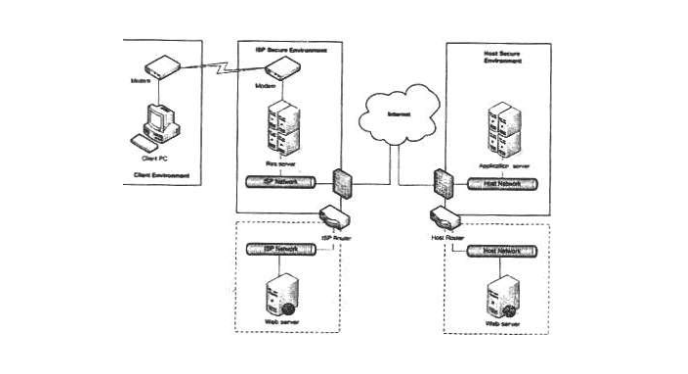 ISP Secure Environment
Host Secure
Environment
Modem
Modem
Internet
Client PC
Ras server
Application server
Client Environment
ISP Network
Host Network
ISP Router
Host Router
ISP Network
Host Network
Web server
Web server